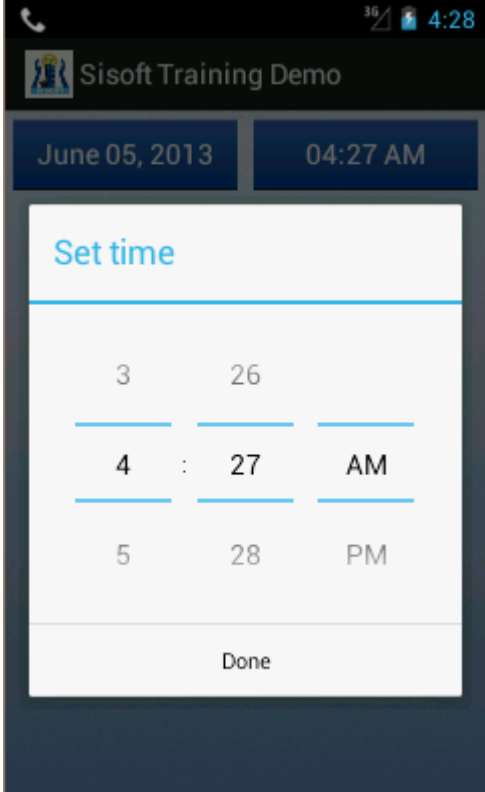 3G 4:28
Sisoft Training Demo
June 05, 2013 04:27 AM
Set time
3 26
4 : 27 AM
5 28 PM
Done